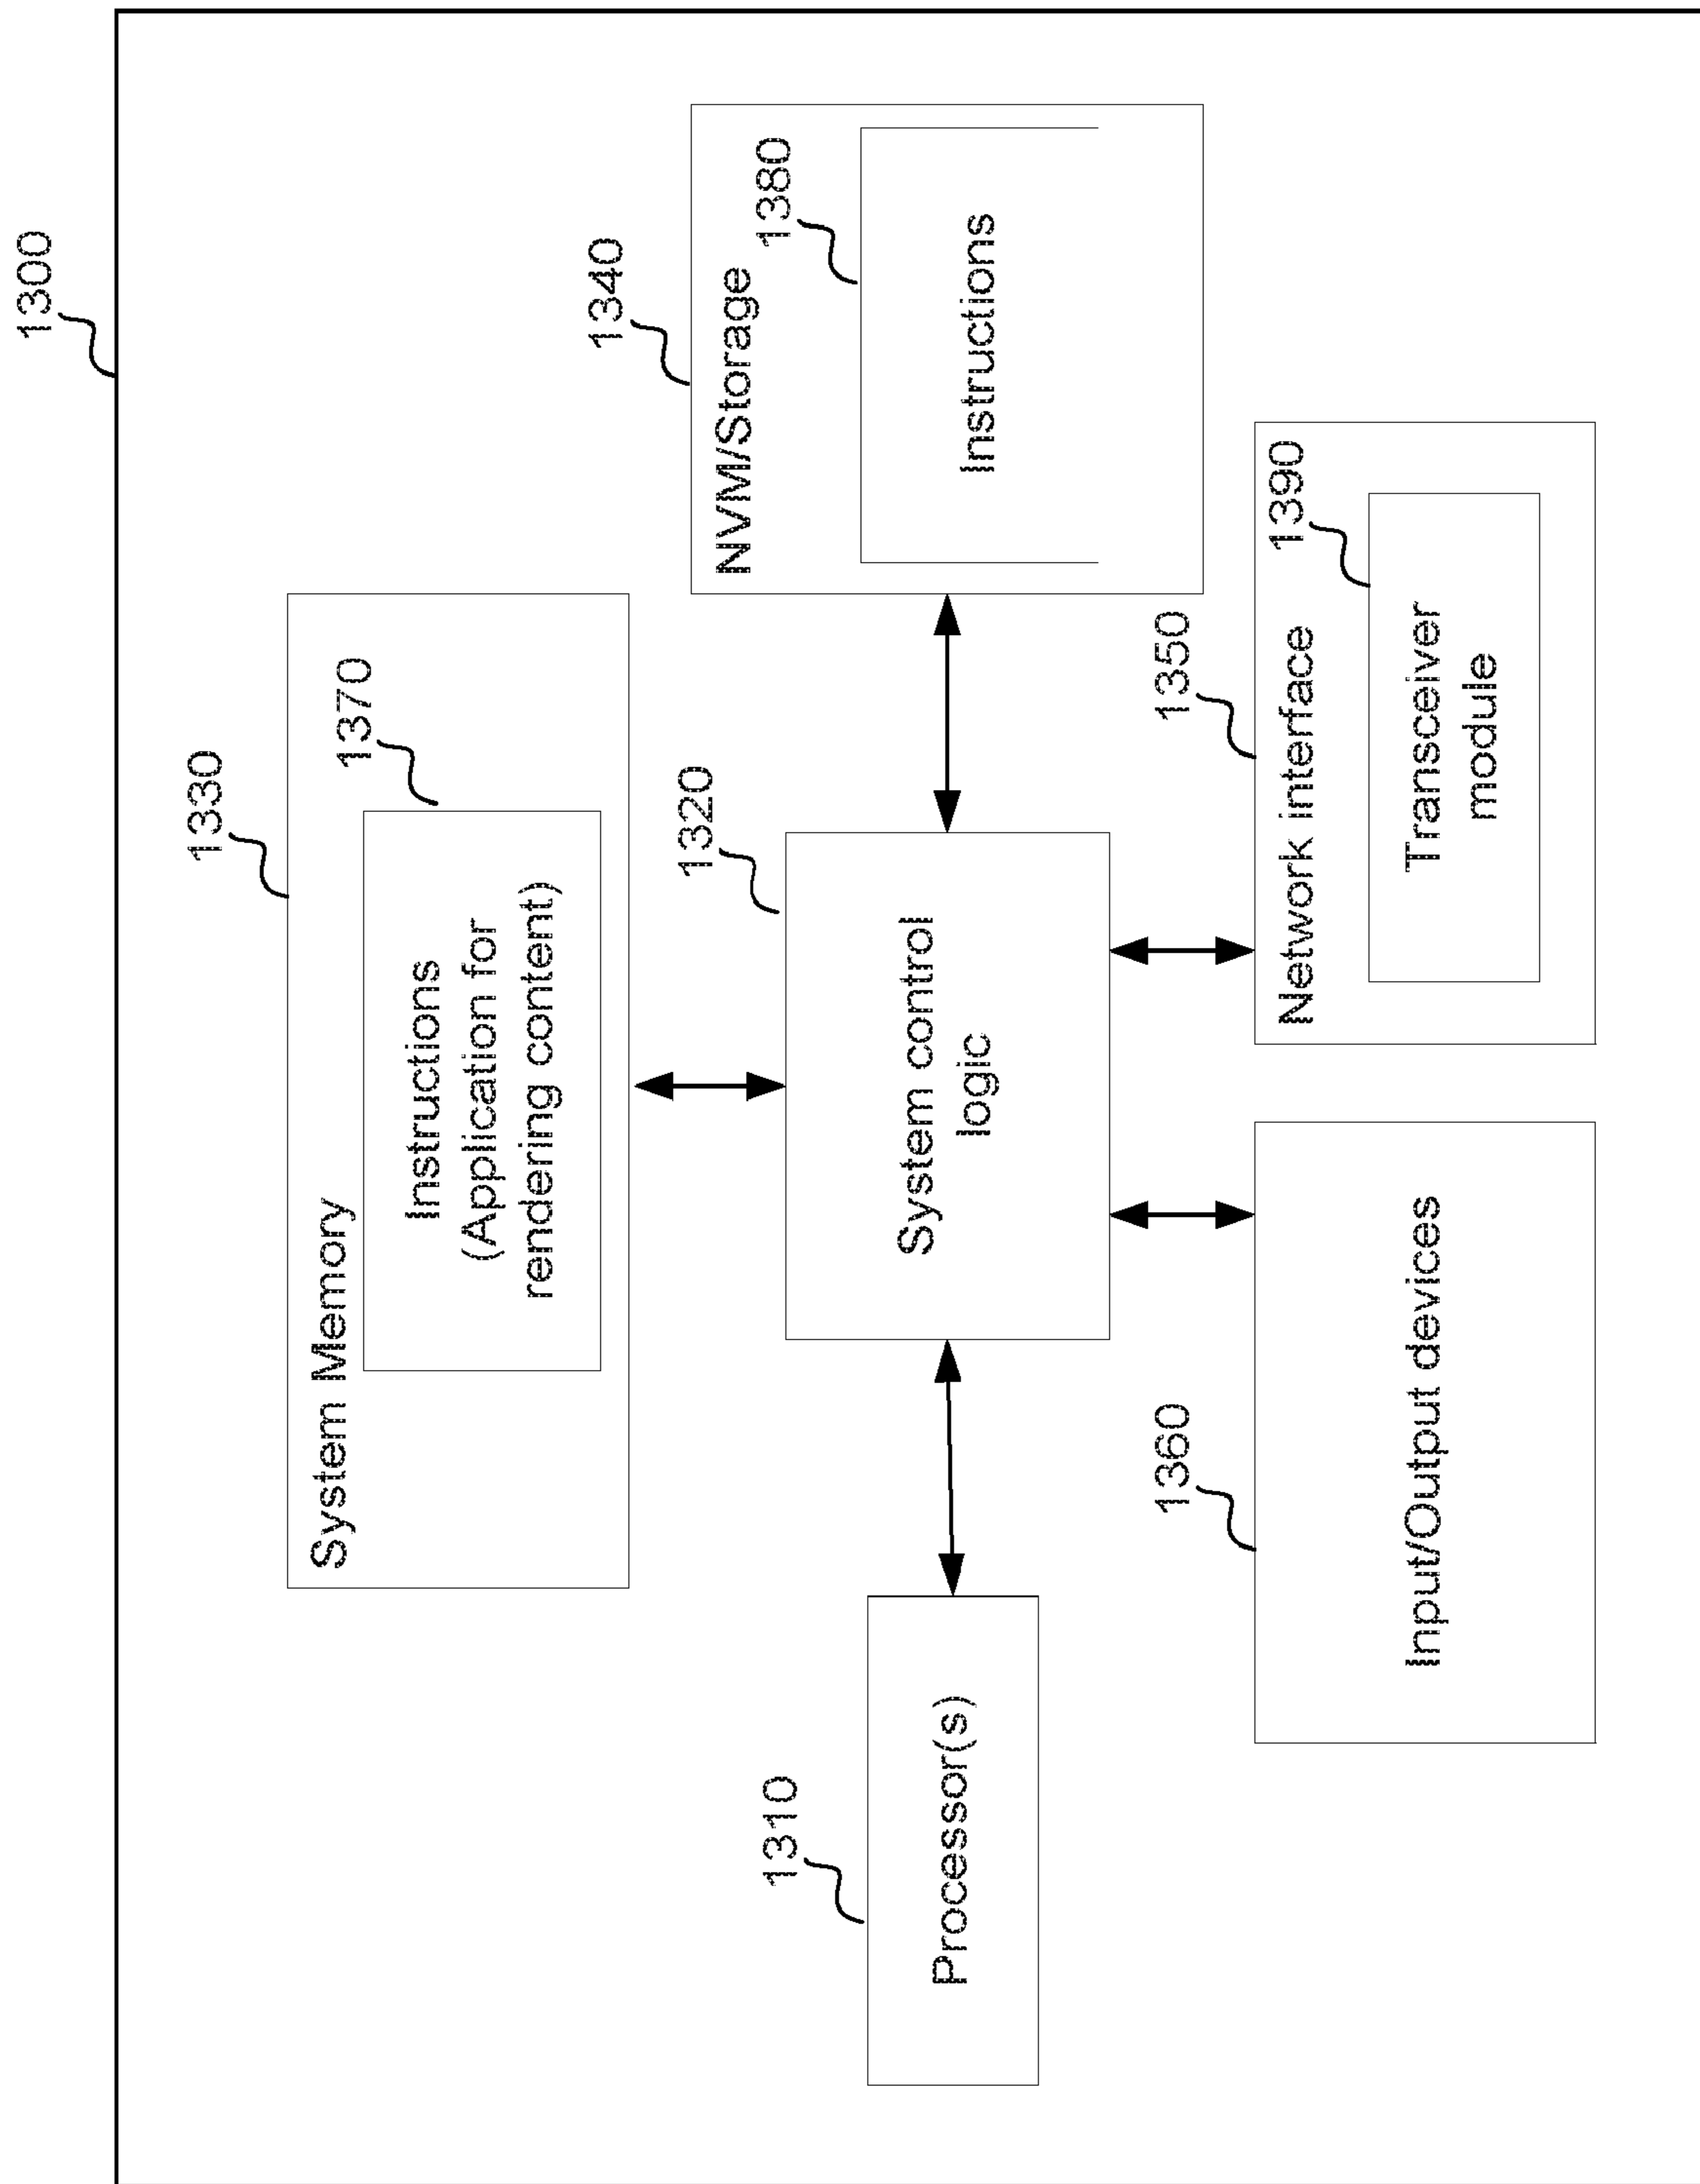 1300
1330
System Memory
1370
Instructions
(Application for
rendering content)
1340
NVM/Storage
1380
Instructions
1320
System control
logic
1310
Processor(s)
1360
Input/Output devices
1350
Network interface
1390
Transceiver
module